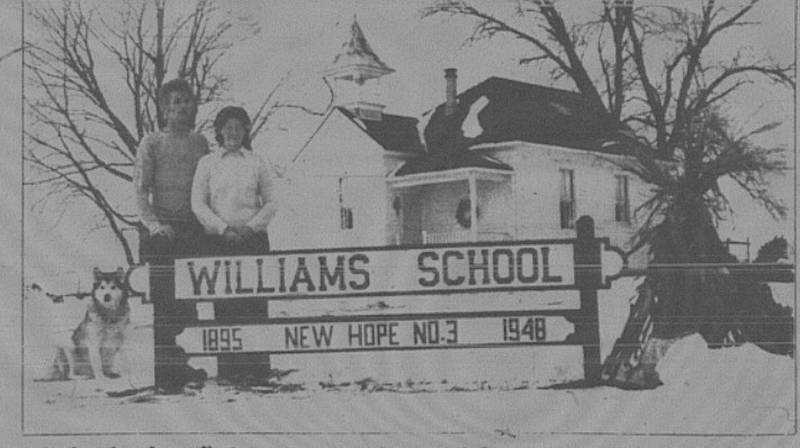 WILLIAMS SCHOOL
1895 NEW HOPE NO.3 1948